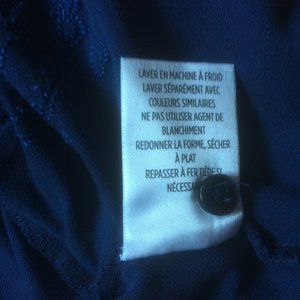 LAVER EN MACHINE À FROID
LAVER SÉPARÉMENT AVEC
COULEURS SIMILAIRES
NE PAS UTILISER AGENT DE
BLANCHIMENT
REDONNER LA FORME, SÉCHER
À PLAT
REPASSER À FER TIÈDE SI